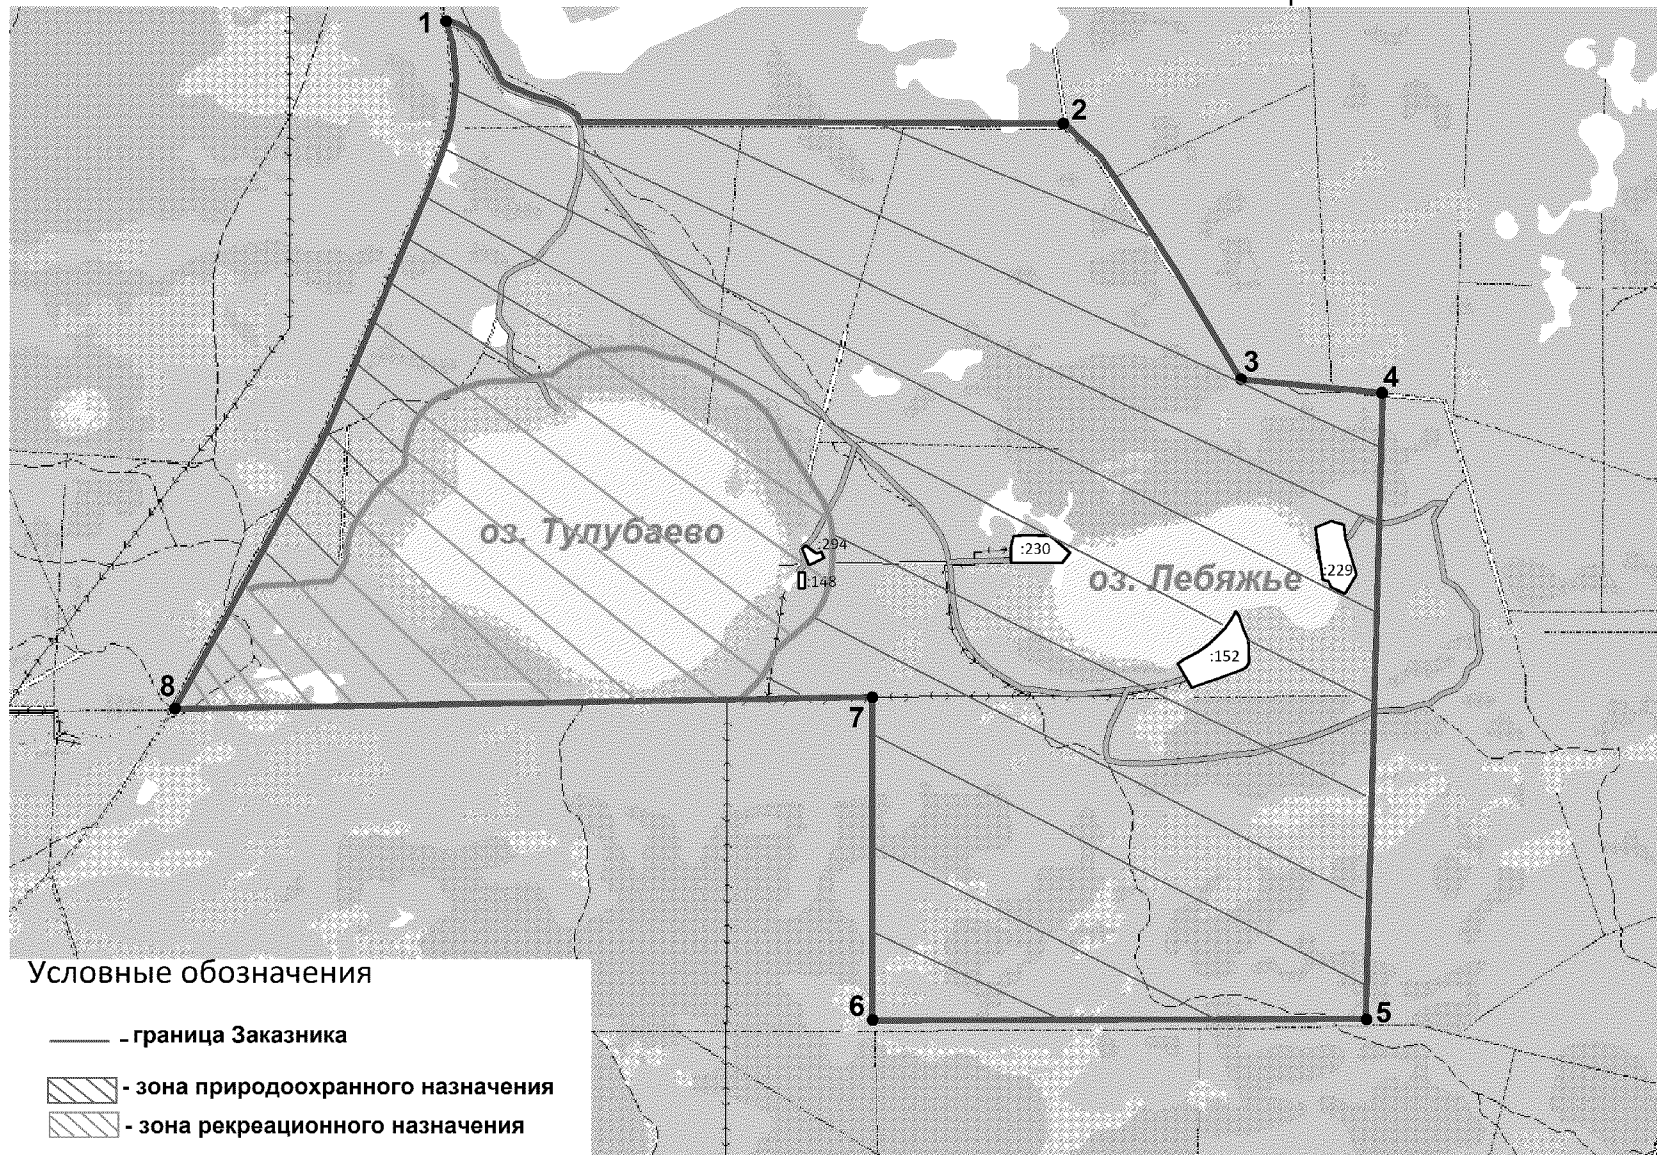 1
2
3
4
оз. Тулубаево
:294
:230
:148
оз. Лебяжье
:229
:152
8
7
6
5
Условные обозначения
- граница Заказника
- зона природоохранного назначения
- зона рекреационного назначения